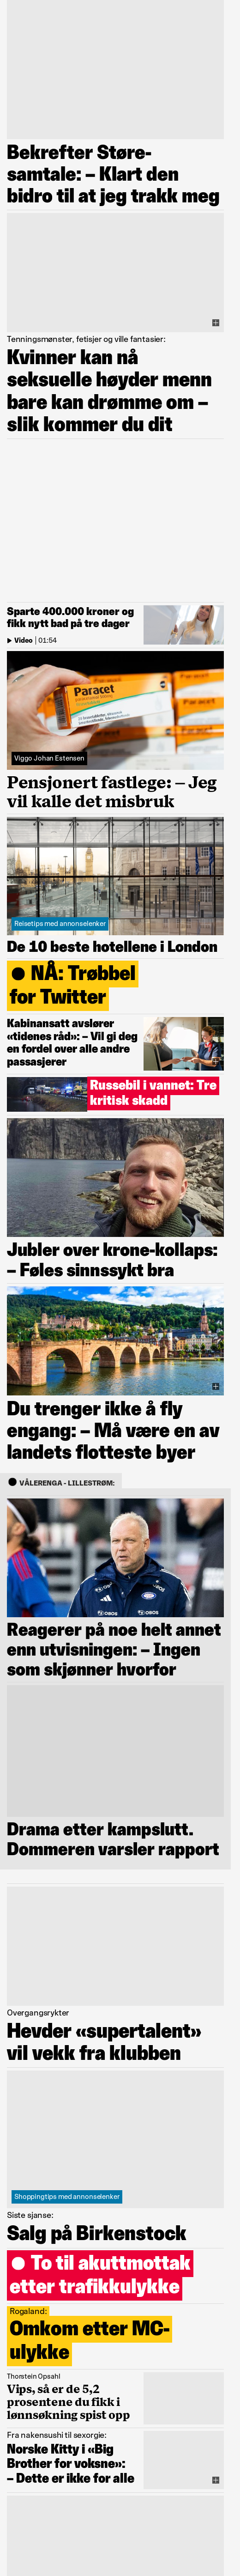 Bekrefter Støre-
samtale: – Klart den
bidro til at jeg trakk meg
Tenningsmønster, fetisjer og ville fantasier:
Kvinner kan nå
seksuelle høyder menn
bare kan drømme om –
slik kommer du dit
Sparte 400.000 kroner og
fikk nytt bad på tre dager
Video | 01:54
Paracet
Viggo Johan Estensen
Pensjonert fastlege: – Jeg
vil kalle det misbruk
Reisetips med annonselenker
De 10 beste hotellene i London
NÅ: Trøbbel
for Twitter
Kabinansatt avslører
«tidenes råd»: – Vil gi deg
en fordel over alle andre
passasjerer
Russebil i vannet: Tre
kritisk skadd
Jubler over krone-kollaps:
– Føles sinnssykt bra
Du trenger ikke å fly
engang: – Må være en av
landets flotteste byer
VÅLERENGA - LILLESTRØM:
OBOS OBOS
Reagerer på noe helt annet
enn utvisningen: – Ingen
som skjønner hvorfor
Drama etter kampslutt.
Dommeren varsler rapport
Overgangsrykter
Hevder «supertalent»
vil vekk fra klubben
Shoppingtips med annonselenker
Siste sjanse:
Salg på Birkenstock
To til akuttmottak
etter trafikkulykke
Rogaland:
Omkom etter MC-
ulykke
Thorstein Opsahl
Vips, så er de 5,2
prosentene du fikk i
lønnsøkning spist opp
Fra nakensushi til sexorgie:
Norske Kitty i «Big
Brother for voksne»:
– Dette er ikke for alle